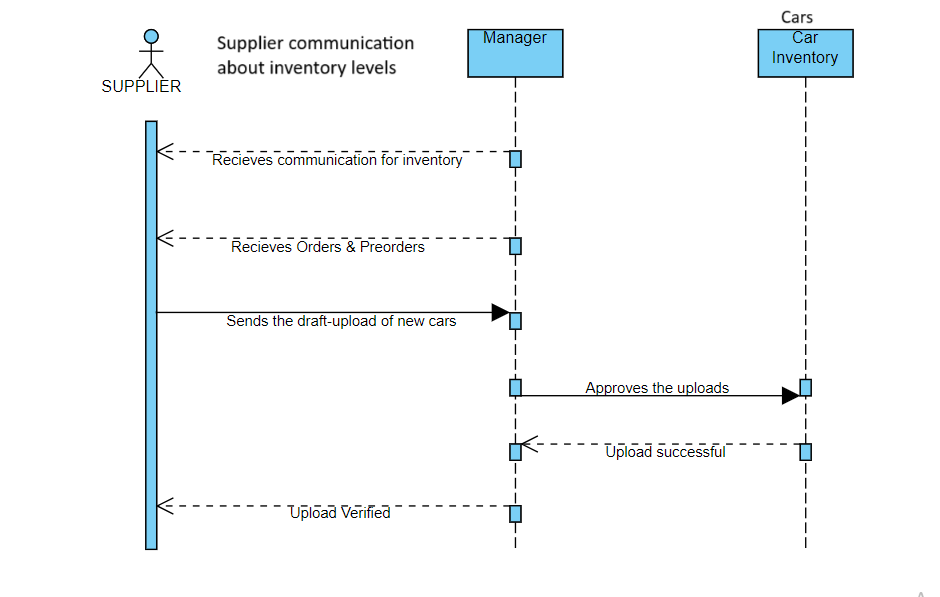 Cars
Supplier communication
about inventory levels
Manager
Car
Inventory
SUPPLIER
Recieves communication for inventory
Recieves Orders & Preorders
Sends the draft-upload of new cars
Approves the uploads
Upload successful
Upload Verified